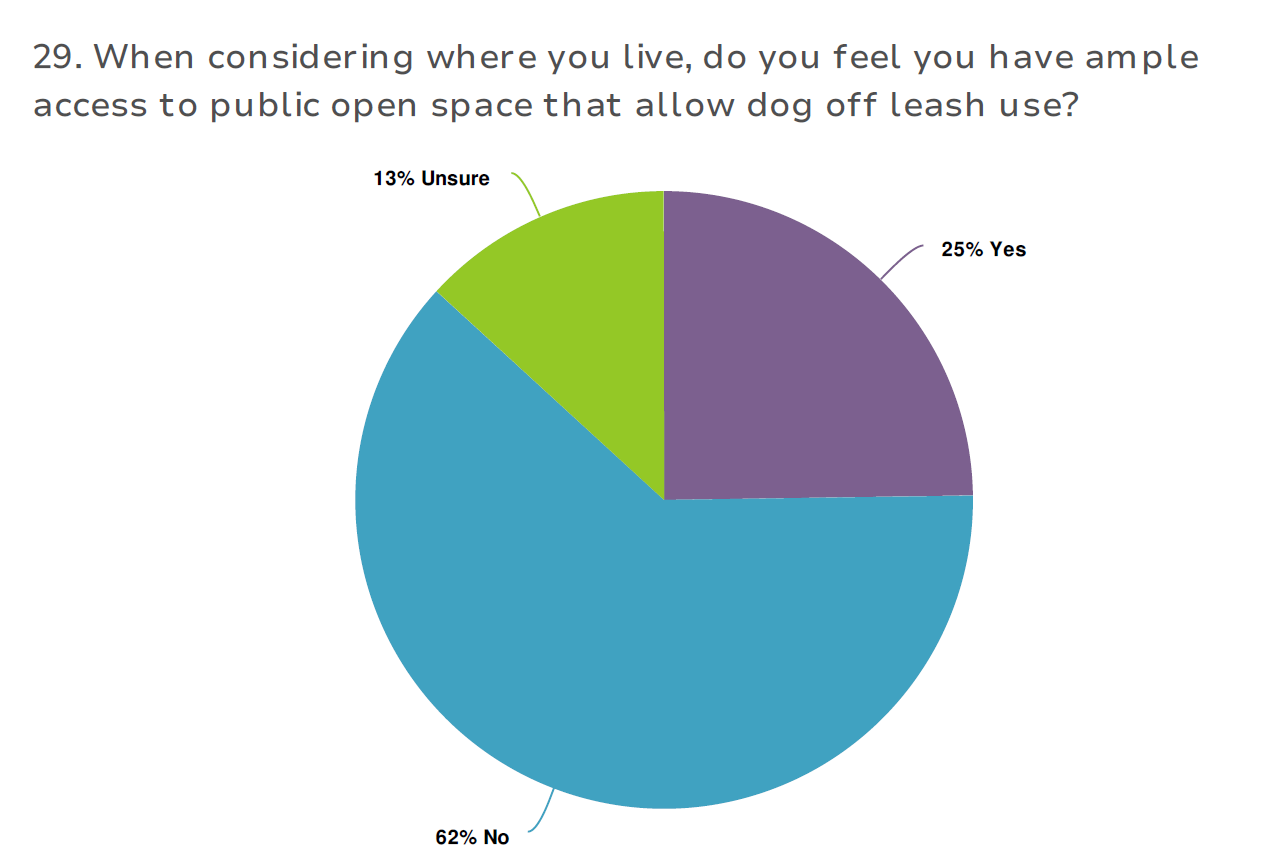 29. When considering where you live, do you feel you have ample
access to public open space that allow dog off leash use?
13% Unsure
25% Yes
62% No